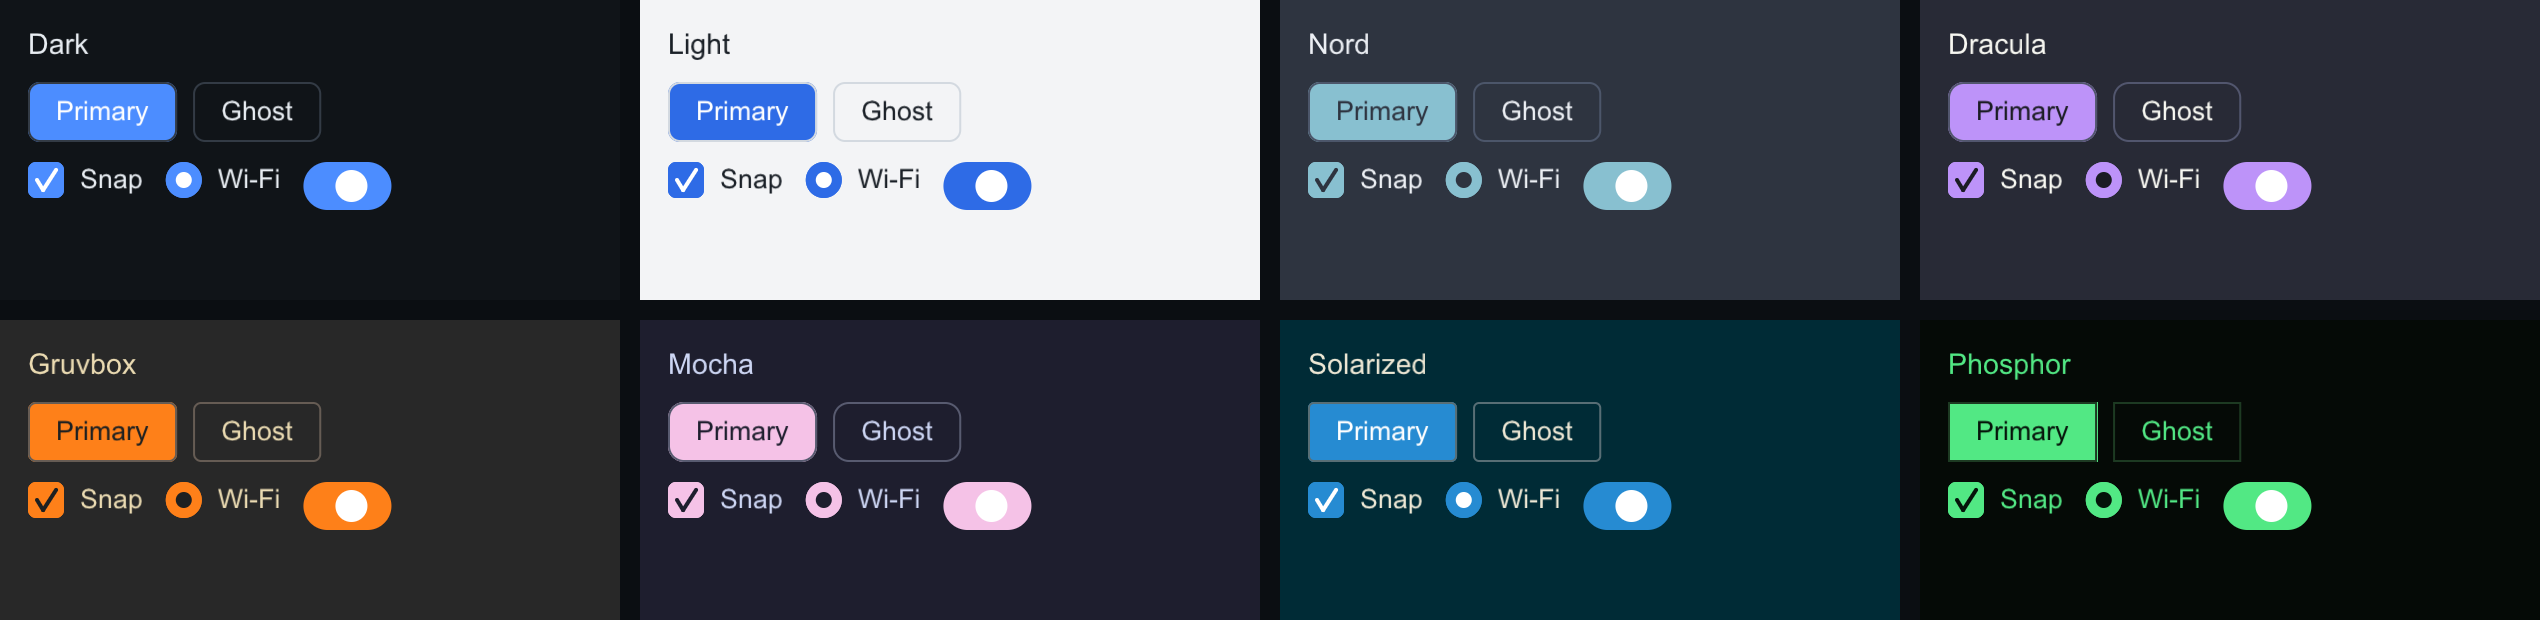 Dark
Primary Ghost
Snap Wi-Fi
Light
Primary Ghost
Snap Wi-Fi
Nord
Primary Ghost
Snap Wi-Fi
Dracula
Primary Ghost
Snap Wi-Fi
Gruvbox
Primary Ghost
Snap Wi-Fi
Mocha
Primary Ghost
Snap Wi-Fi
Solarized
Primary Ghost
Snap Wi-Fi
Phosphor
Primary Ghost
Snap Wi-Fi